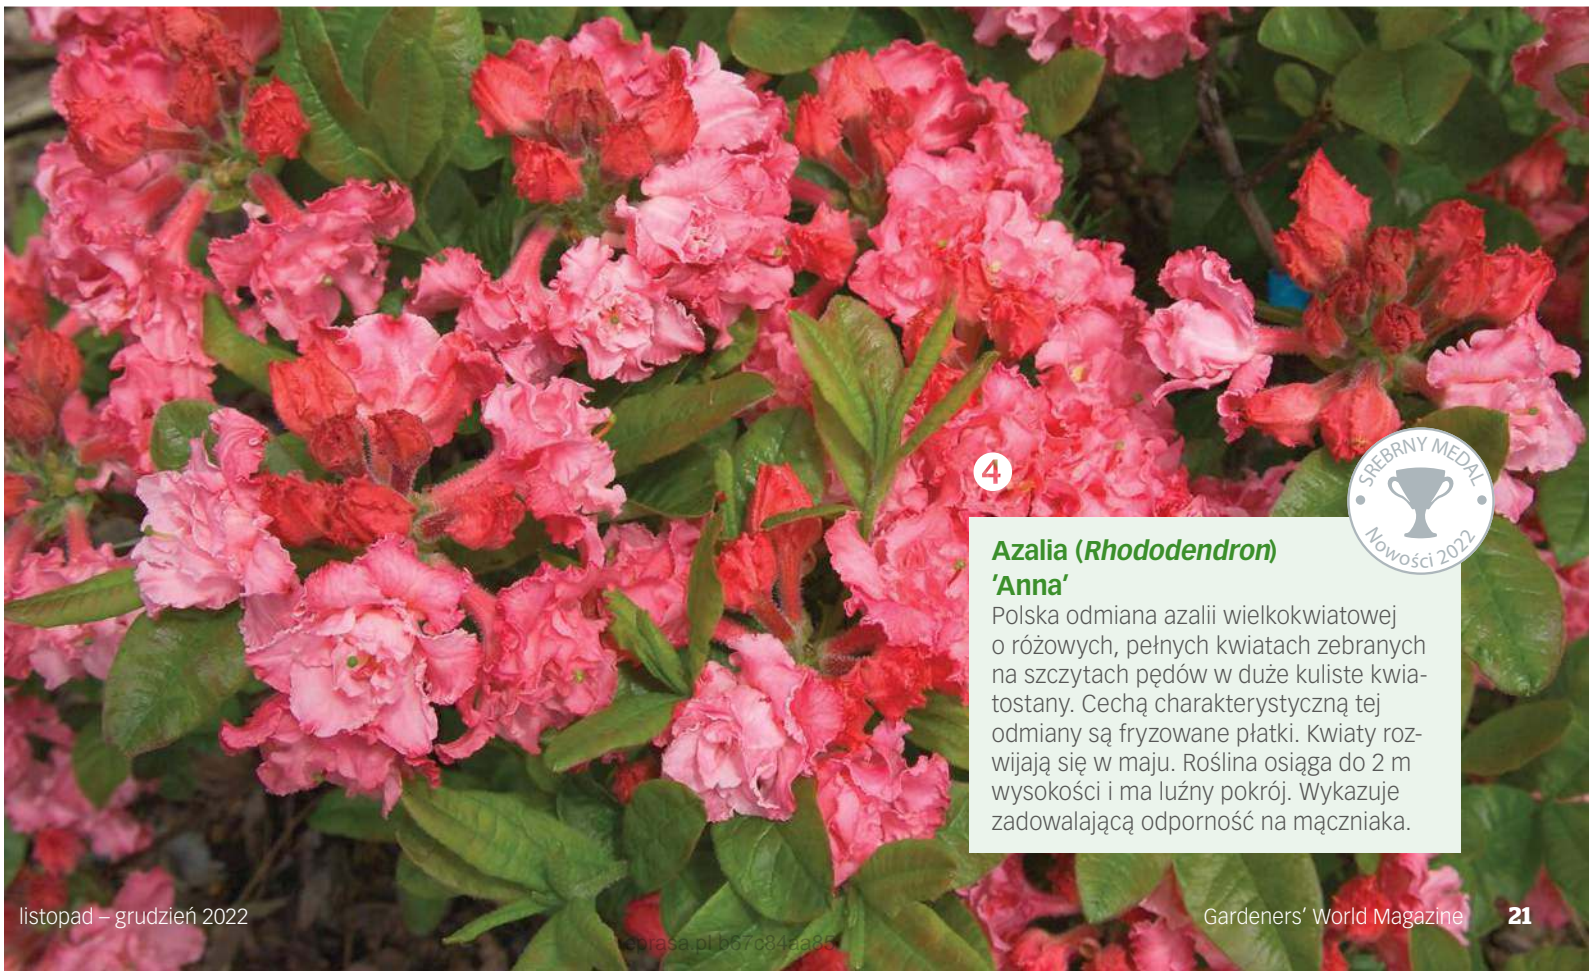 4
SREBRNY MEDAL
Nowości 2022
Azalia (Rhododendron)
'Anna'
Polska odmiana azalii wielkokwiatowej
o różowych, pełnych kwiatach zebranych
na szczytach pędów w duże kuliste kwia-
tostany. Cechą charakterystyczną tej
odmiany są fryzowane płatki. Kwiaty roz-
wijają się w maju. Roślina osiąga do 2 m
wysokości i ma luźny pokrój. Wykazuje
zadowalającą odporność na mączniaka.
listopad – grudzień 2022
Gardeners' World Magazine 21